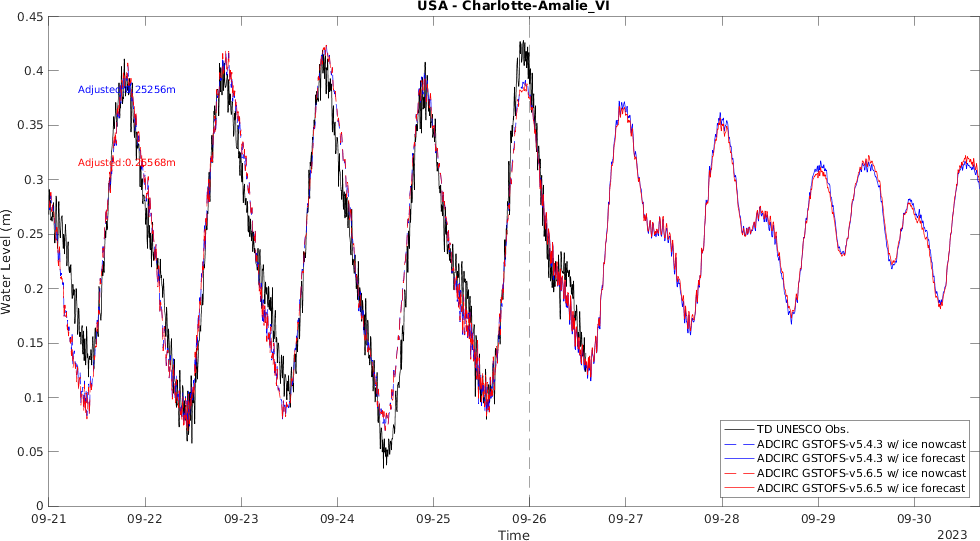 USA - Charlotte-Amalie_VI
0.45
0.4
0.35
0.3
0.25
0.2
0.15
0.1
0.05
0
Water Level (m)
Adjusted:0.25256m
Adjusted:0.26568m
TD UNESCO Obs.
ADCIRC GSTOFS-v5.4.3 w/ ice nowcast
ADCIRC GSTOFS-v5.4.3 w/ ice forecast
ADCIRC GSTOFS-v5.6.5 w/ ice nowcast
ADCIRC GSTOFS-v5.6.5 w/ ice forecast
09-21 09-22 09-23 09-24 09-25 09-26 09-27 09-28 09-29 09-30
Time
2023